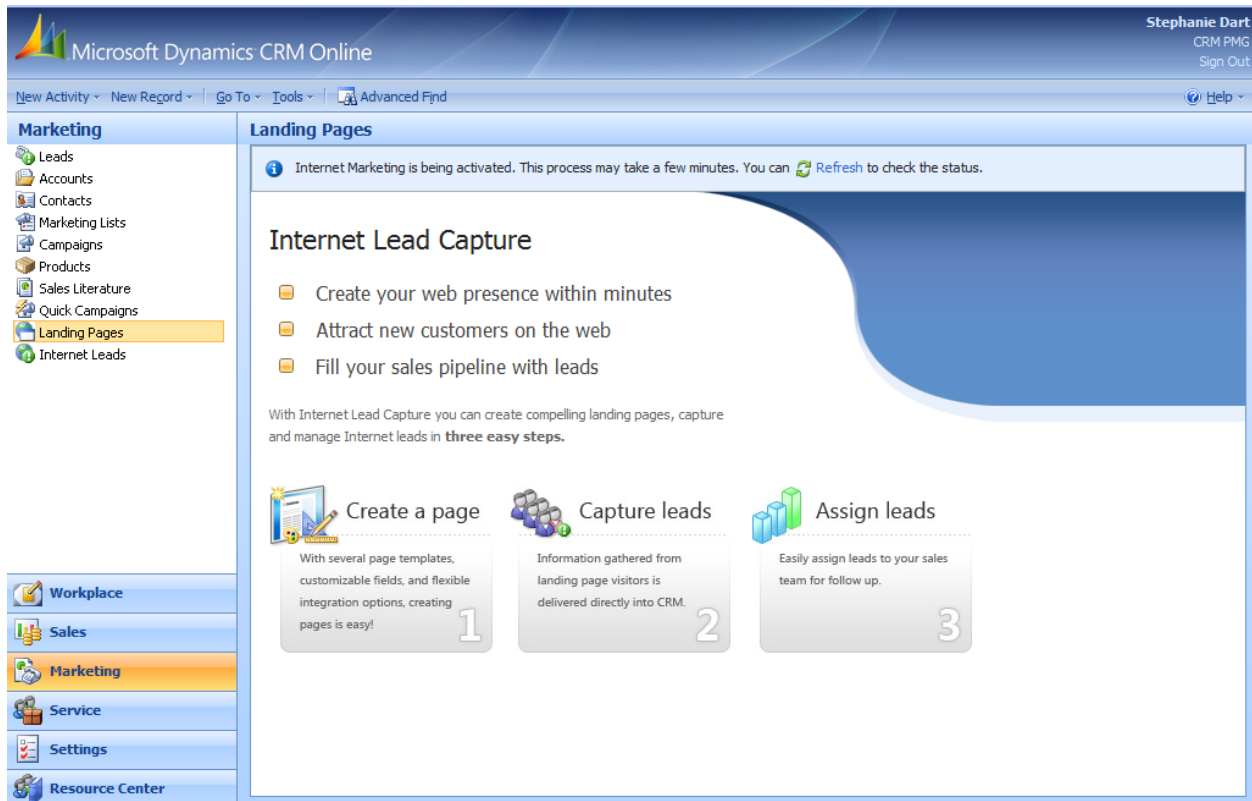 Microsoft Dynamics CRM Online
Stephanie Dart
CRM PMG
Sign Out
New Activity New Record Go To Tools Advanced Find Help
Marketing
Leads
Accounts
Contacts
Marketing Lists
Campaigns
Products
Sales Literature
Quick Campaigns
Landing Pages
Internet Leads
Workplace
Sales
Marketing
Service
Settings
Resource Center
Landing Pages
Internet Marketing is being activated. This process may take a few minutes. You can Refresh to check the status.
Internet Lead Capture
Create your web presence within minutes
Attract new customers on the web
Fill your sales pipeline with leads
With Internet Lead Capture you can create compelling landing pages, capture
and manage Internet leads in three easy steps.
Create a page
With several page templates,
customizable fields, and flexible
integration options, creating
pages is easy!
1
Capture leads
Information gathered from
landing page visitors is
delivered directly into CRM.
2
Assign leads
Easily assign leads to your sales
team for follow up.
3